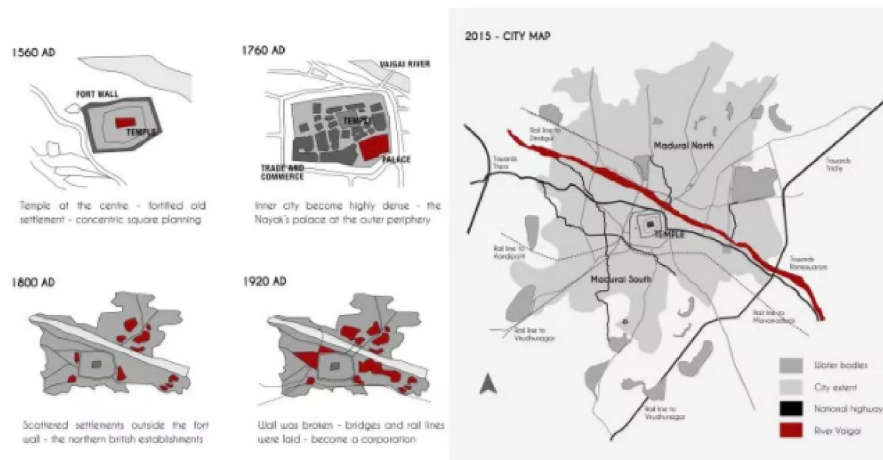 1560 AD
FORT WALL
TEMPLE
Temple at the centre - fortified old
settlement - concentric square planning
1760 AD
VAIGAI RIVER
TEMPLE
PALACE
TRADE AND
COMMERCE
Inner city become highly dense - the
Nayak's palace at the outer periphery
1800 AD
Scattered settlements outside the fort
wall - the northern british establishments
1920 AD
Wall was broken - bridges and rail lines
were laid - become a corporation
2015 - CITY MAP
Rail line to
Madurai North
Towards
Towards
Trichy
TEMPLE
Rail line to
Towards
Rameswaram
Madurai South
Rail line to
Rail line to
Virudhunagar
Rail line to
Virudhunagar
Water bodies
City extent
National highway
River Vaigai